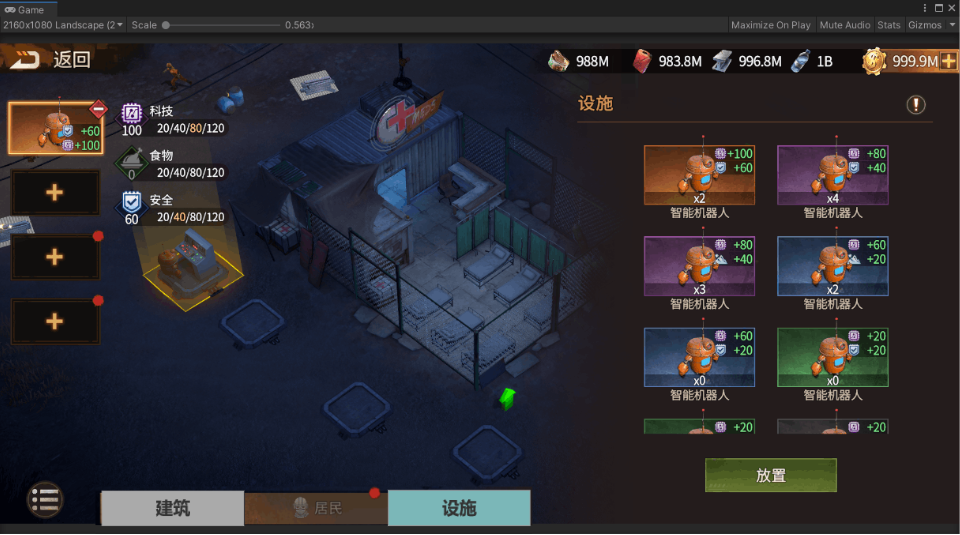 Game
2160x1080 Landscape (2
Scale
0.563
Maximize On Play
Mute Audio
Stats
Gizmos
返回
988M
983.8M
996.8M
1B
999.9M
+60
+100
科技
100
20/40/80/120
食物
0
20/40/80/120
安全
60
20/40/80/120
设施
+100
+60
x2
智能机器人
+80
+40
x4
智能机器人
+80
+40
x3
智能机器人
+60
+20
x2
智能机器人
+60
+20
x0
智能机器人
+20
+20
x0
智能机器人
+20
+20
放置
建筑
居民
设施